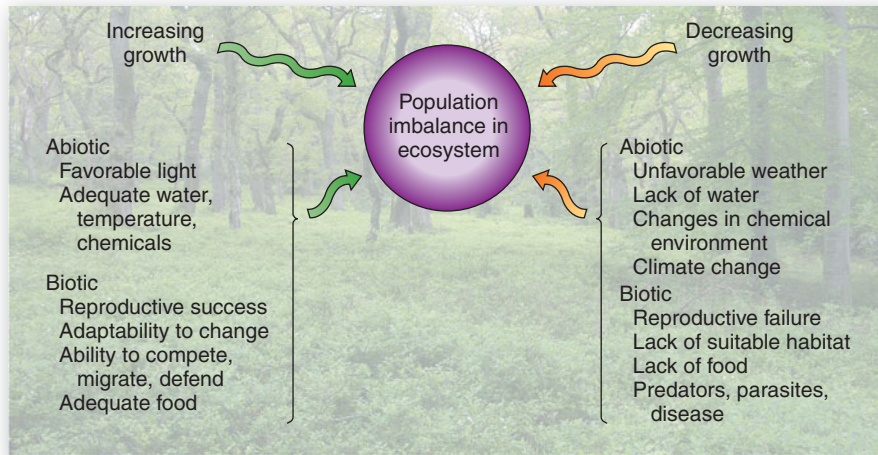 Increasing
growth
Decreasing
growth
Population
imbalance in
ecosystem
Abiotic
Favorable light
Adequate water,
temperature,
chemicals
Biotic
Reproductive success
Adaptability to change
Ability to compete,
migrate, defend
Adequate food
Abiotic
Unfavorable weather
Lack of water
Changes in chemical
environment
Climate change
Biotic
Reproductive failure
Lack of suitable habitat
Lack of food
Predators, parasites,
disease